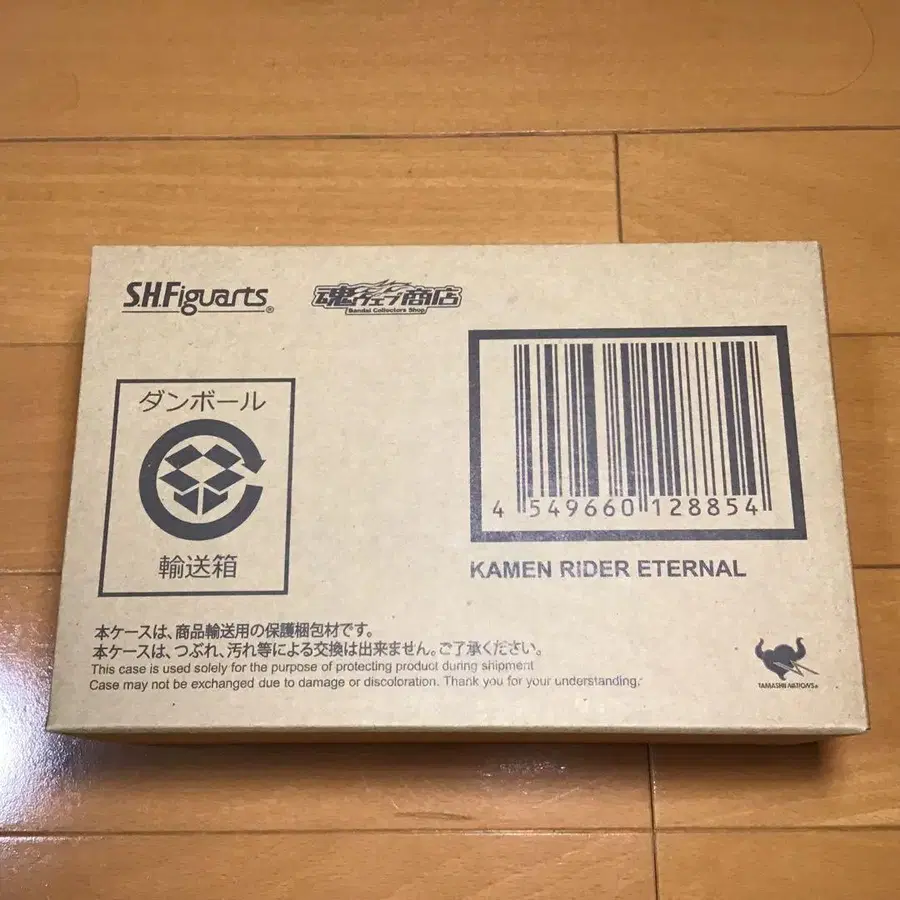 S.H.Figuarts®
魂ウェブ商店
Bandai Collectors Shop
ダンボール
輸送箱
4 549660 128854
KAMEN RIDER ETERNAL
本ケースは、商品輸送用の保護梱包材です。
本ケースは、つぶれ、汚れ等による交換は出来ません。ご了承ください。
This case is used solely for the purpose of protecting product during shipment
Case may not be exchanged due to damage or discoloration. Thank you for your understanding.
TAMASHII NATIONS®